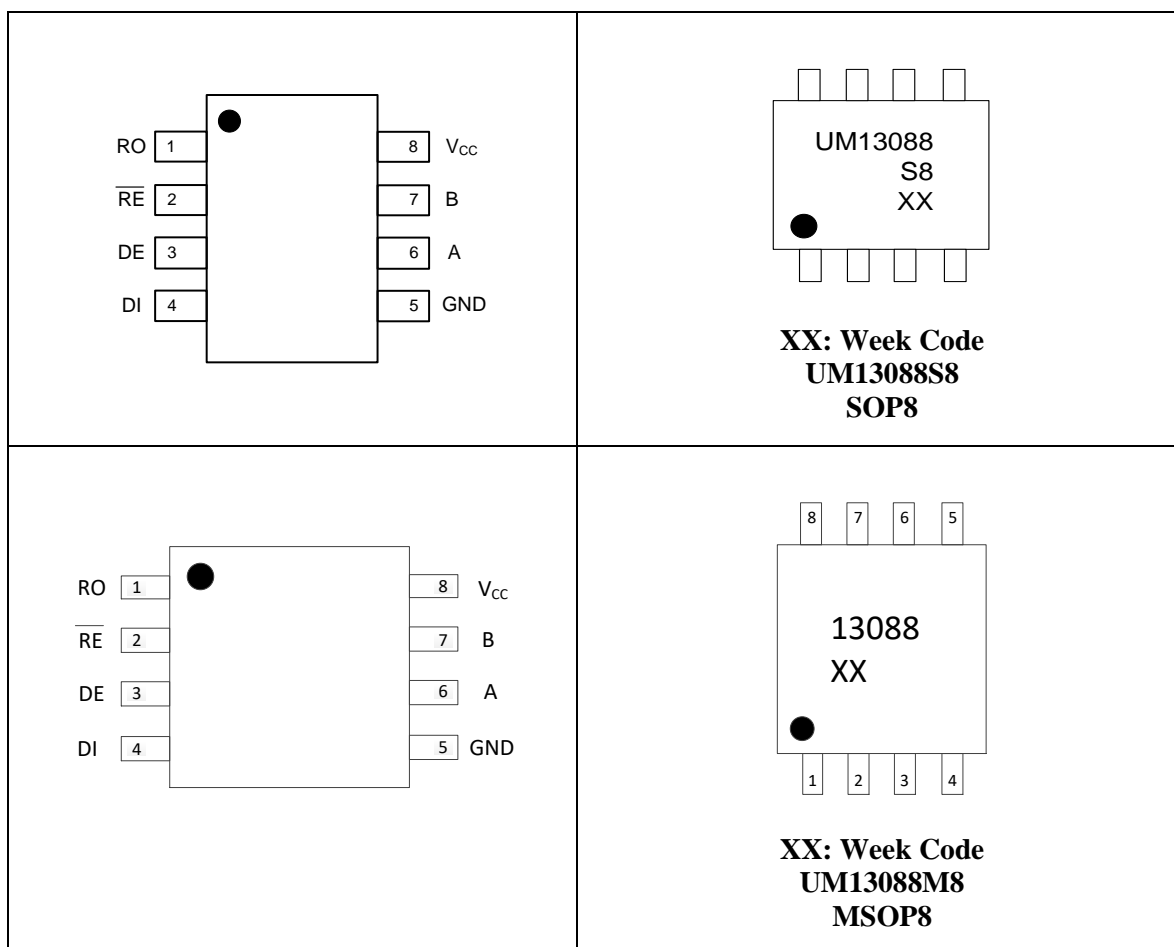 RO 1 8 VCC
R̅E̅ 2 7 B
DE 3 6 A
DI 4 5 GND
UM13088
S8
XX
XX: Week Code
UM13088S8
SOP8
RO 1 8 VCC
R̅E̅ 2 7 B
DE 3 6 A
DI 4 5 GND
8 7 6 5
13088
XX
1 2 3 4
XX: Week Code
UM13088M8
MSOP8